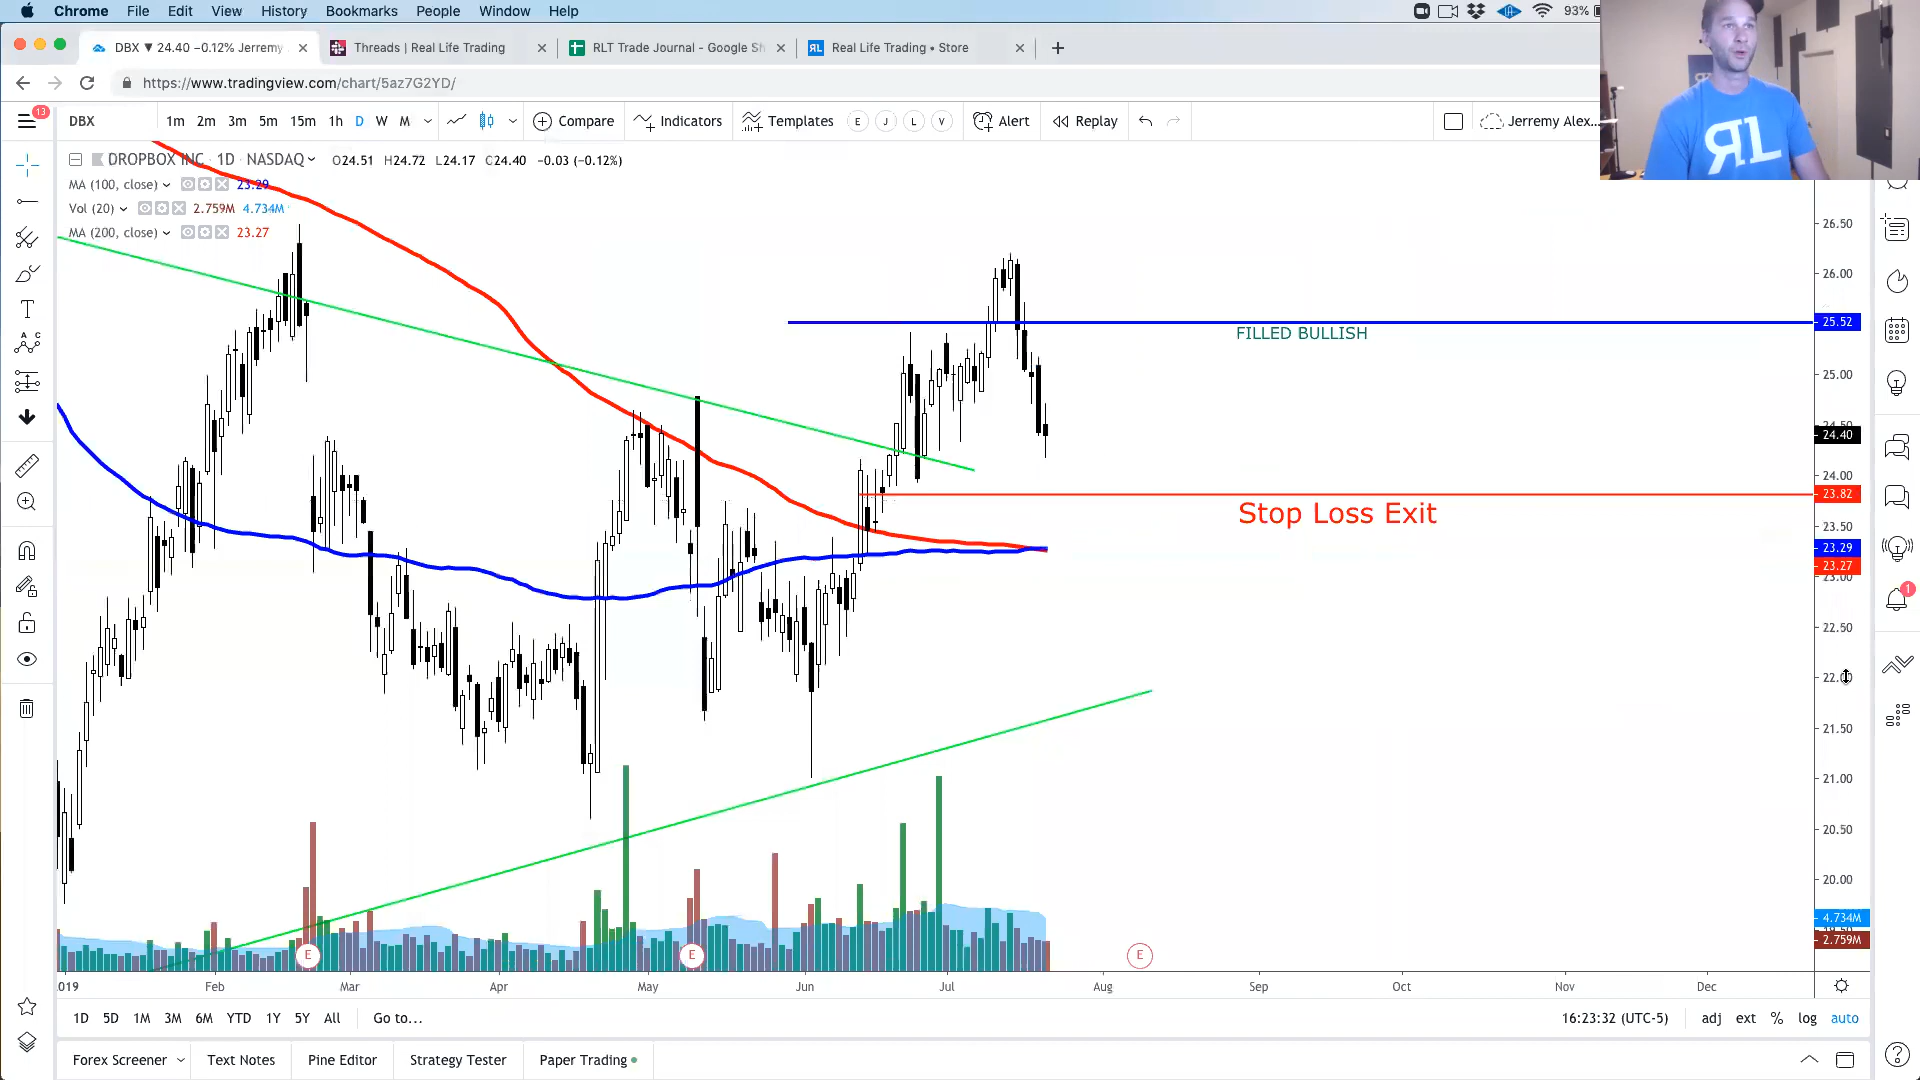 Chrome File Edit View History Bookmarks People Window Help 93%
DBX ▼ 24.40 −0.12% Jerremy Threads | Real Life Trading RLT Trade Journal - Google Sh Real Life Trading • Store
https://www.tradingview.com/chart/5az7G2YD/
13
DBX 1m 2m 3m 5m 15m 1h D W M Compare Indicators Templates E J L V Alert Replay Jerremy Alex...
RL
DROPBOX INC 1D NASDAQ O24.51 H24.72 L24.17 C24.40 −0.03 (−0.12%)
MA (100, close) 23.29
Vol (20) 2.759M 4.734M
MA (200, close) 23.27
26.50
26.00
25.52
FILLED BULLISH
25.00
24.40
24.00
23.82
Stop Loss Exit
23.50
23.29
23.27
23.00
22.50
1
21.50
21.00
20.50
20.00
4.734M
2.759M
E E E
2019 Feb Mar Apr May Jun Jul Aug Sep Oct Nov Dec
1D 5D 1M 3M 6M YTD 1Y 5Y All Go to... 16:23:32 (UTC-5) adj ext % log auto
Forex Screener Text Notes Pine Editor Strategy Tester Paper Trading